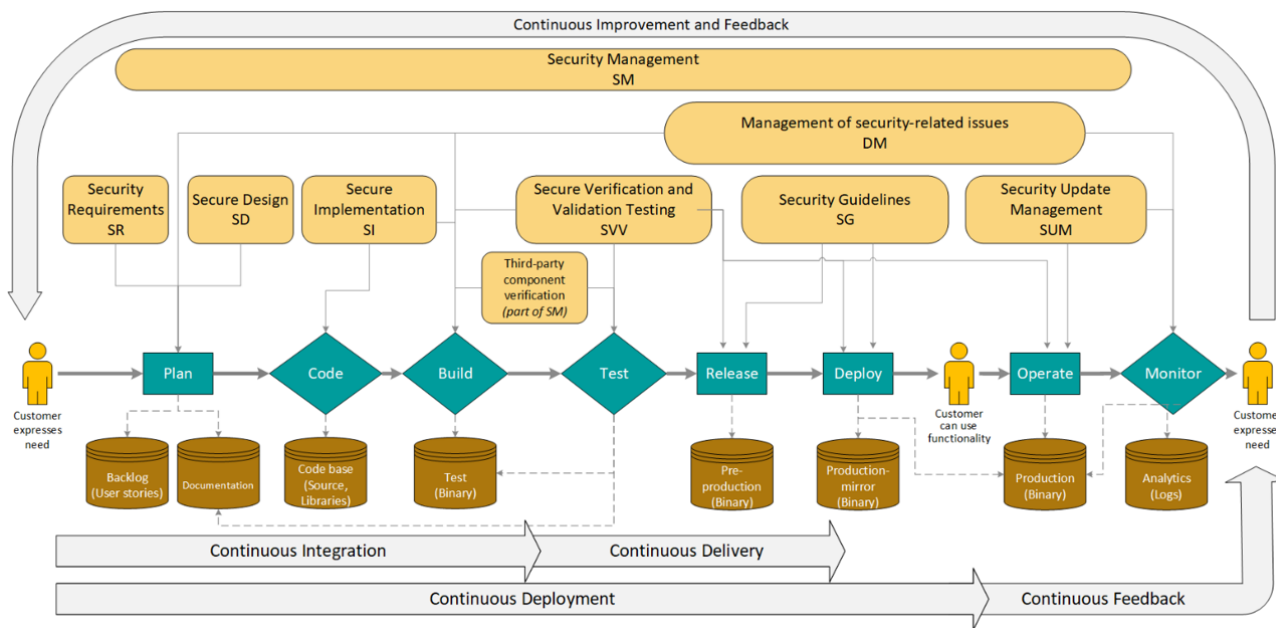 Continuous Improvement and Feedback
Security Management
SM
Management of security-related issues
DM
Security
Requirements
SR
Secure Design
SD
Secure
Implementation
SI
Secure Verification and
Validation Testing
SVV
Security Guidelines
SG
Security Update
Management
SUM
Third-party
component
verification
(part of SM)
Plan
Code
Build
Test
Release
Deploy
Operate
Monitor
Customer
expresses
need
Customer
can use
functionality
Custome
expresse
need
Backlog
(User stories)
Documentation
Code base
(Source,
Libraries)
Test
(Binary)
Pre-
production
(Binary)
Production-
mirror
(Binary)
Production
(Binary)
Analytics
(Logs)
Continuous Integration
Continuous Delivery
Continuous Deployment
Continuous Feedback